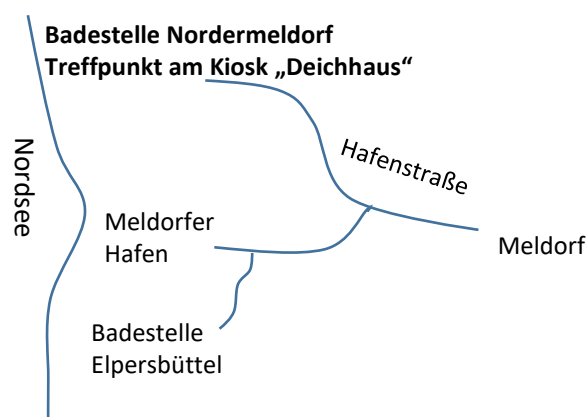 Badestelle Nordermeldorf
Treffpunkt am Kiosk „Deichhaus“
Nordsee
Hafenstraße
Meldorfer
Hafen
Meldorf
Badestelle
Elpersbüttel